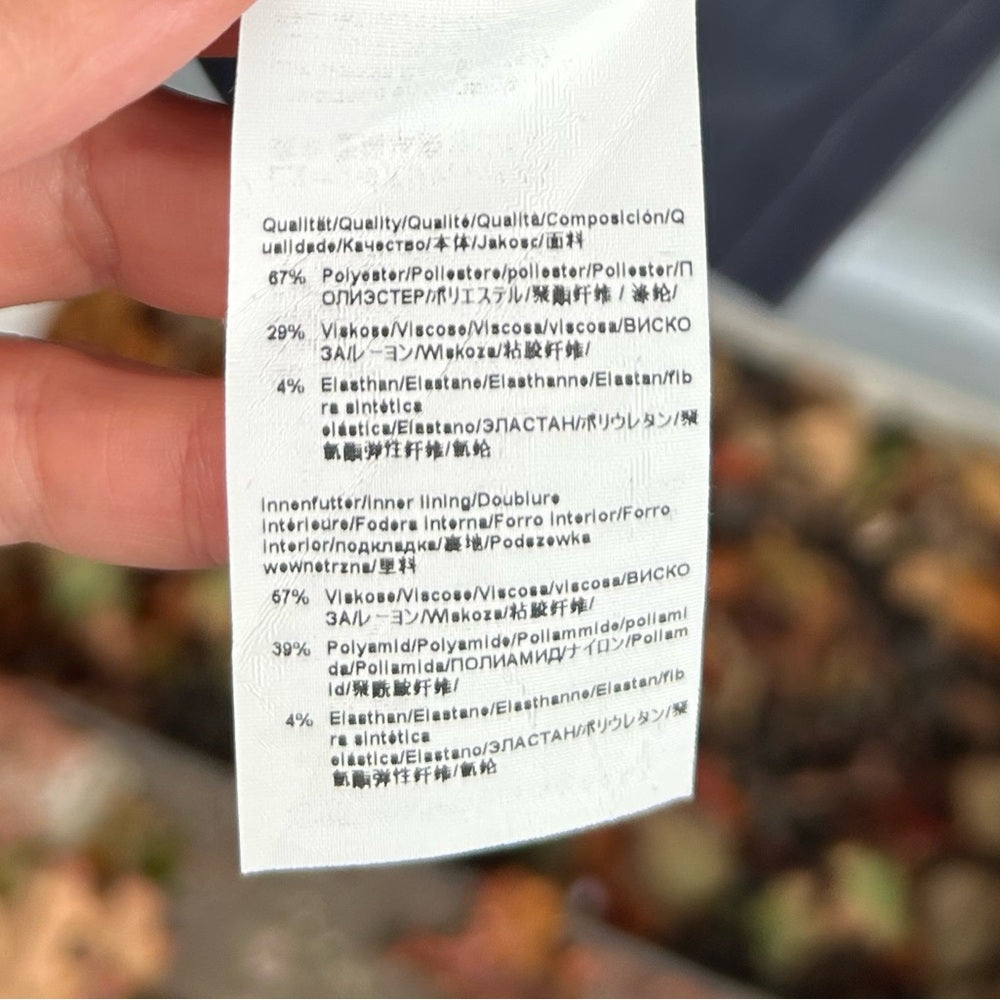 Qualität/Quality/Qualité/Qualità/Composición/Q
ualidade/Качество/本体/Jakość/面料
67% Polyester/Poliestere/poliester/Poliester/П
ОЛИЭСТЕР/ポリエステル/聚酯纤维 / 涤纶/
29% Viskose/Viscose/Viscosa/viscosa/ВИСКО
ЗА/レーヨン/Wiskoza/粘胶纤维/
4% Elasthan/Elastane/Elasthanne/Elastan/fib
ra sintética
elástica/Elastano/ЭЛАСТАН/ポリウレタン/聚
氨酯弹性纤维/氨纶
Innenfutter/Inner lining/Doublure
intérieure/Fodera interna/Forro interior/Forro
interior/подкладка/裏地/Podszewka
wewnetrzna/里料
57% Viskose/Viscose/Viscosa/viscosa/ВИСКО
ЗА/レーヨン/Wiskoza/粘胶纤维/
39% Polyamid/Polyamide/Poliammide/poliami
da/Poliamida/ПОЛИАМИД/ナイロン/Poliam
id/聚酰胺纤维/
4% Elasthan/Elastane/Elasthanne/Elastan/fib
ra sintética
elástica/Elastano/ЭЛАСТАН/ポリウレタン/聚
氨酯弹性纤维/氨纶